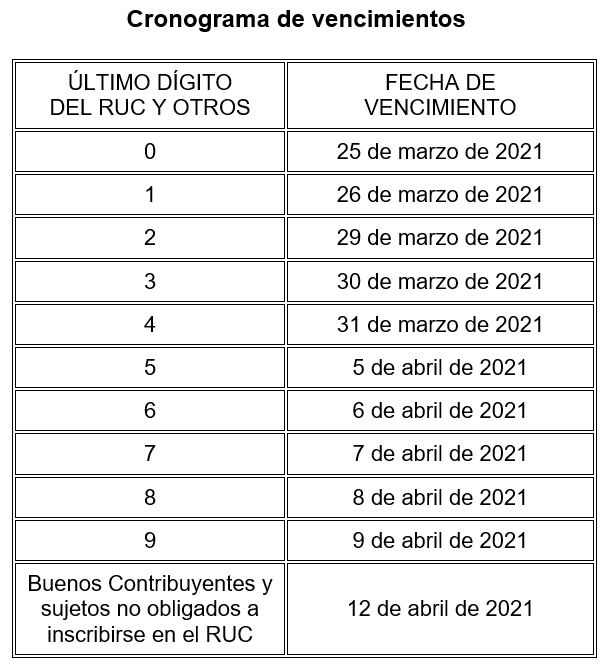 Cronograma de vencimientos
ÚLTIMO DÍGITO
DEL RUC Y OTROS
FECHA DE
VENCIMIENTO
0 25 de marzo de 2021
1 26 de marzo de 2021
2 29 de marzo de 2021
3 30 de marzo de 2021
4 31 de marzo de 2021
5 5 de abril de 2021
6 6 de abril de 2021
7 7 de abril de 2021
8 8 de abril de 2021
9 9 de abril de 2021
Buenos Contribuyentes y
sujetos no obligados a
inscribirse en el RUC
12 de abril de 2021